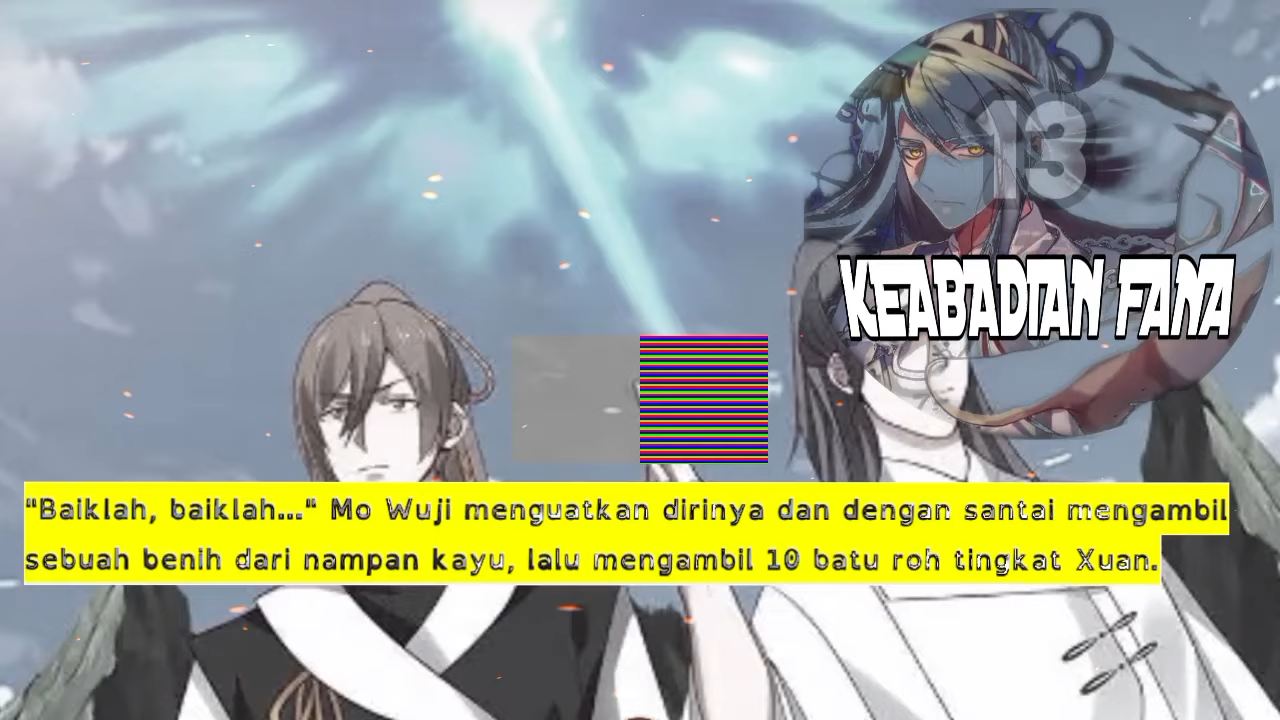 13
KEABADIAN FANA
"Baiklah, baiklah..." Mo Wuji menguatkan dirinya dan dengan santai mengambil
sebuah benih dari nampan kayu, lalu mengambil 10 batu roh tingkat Xuan.